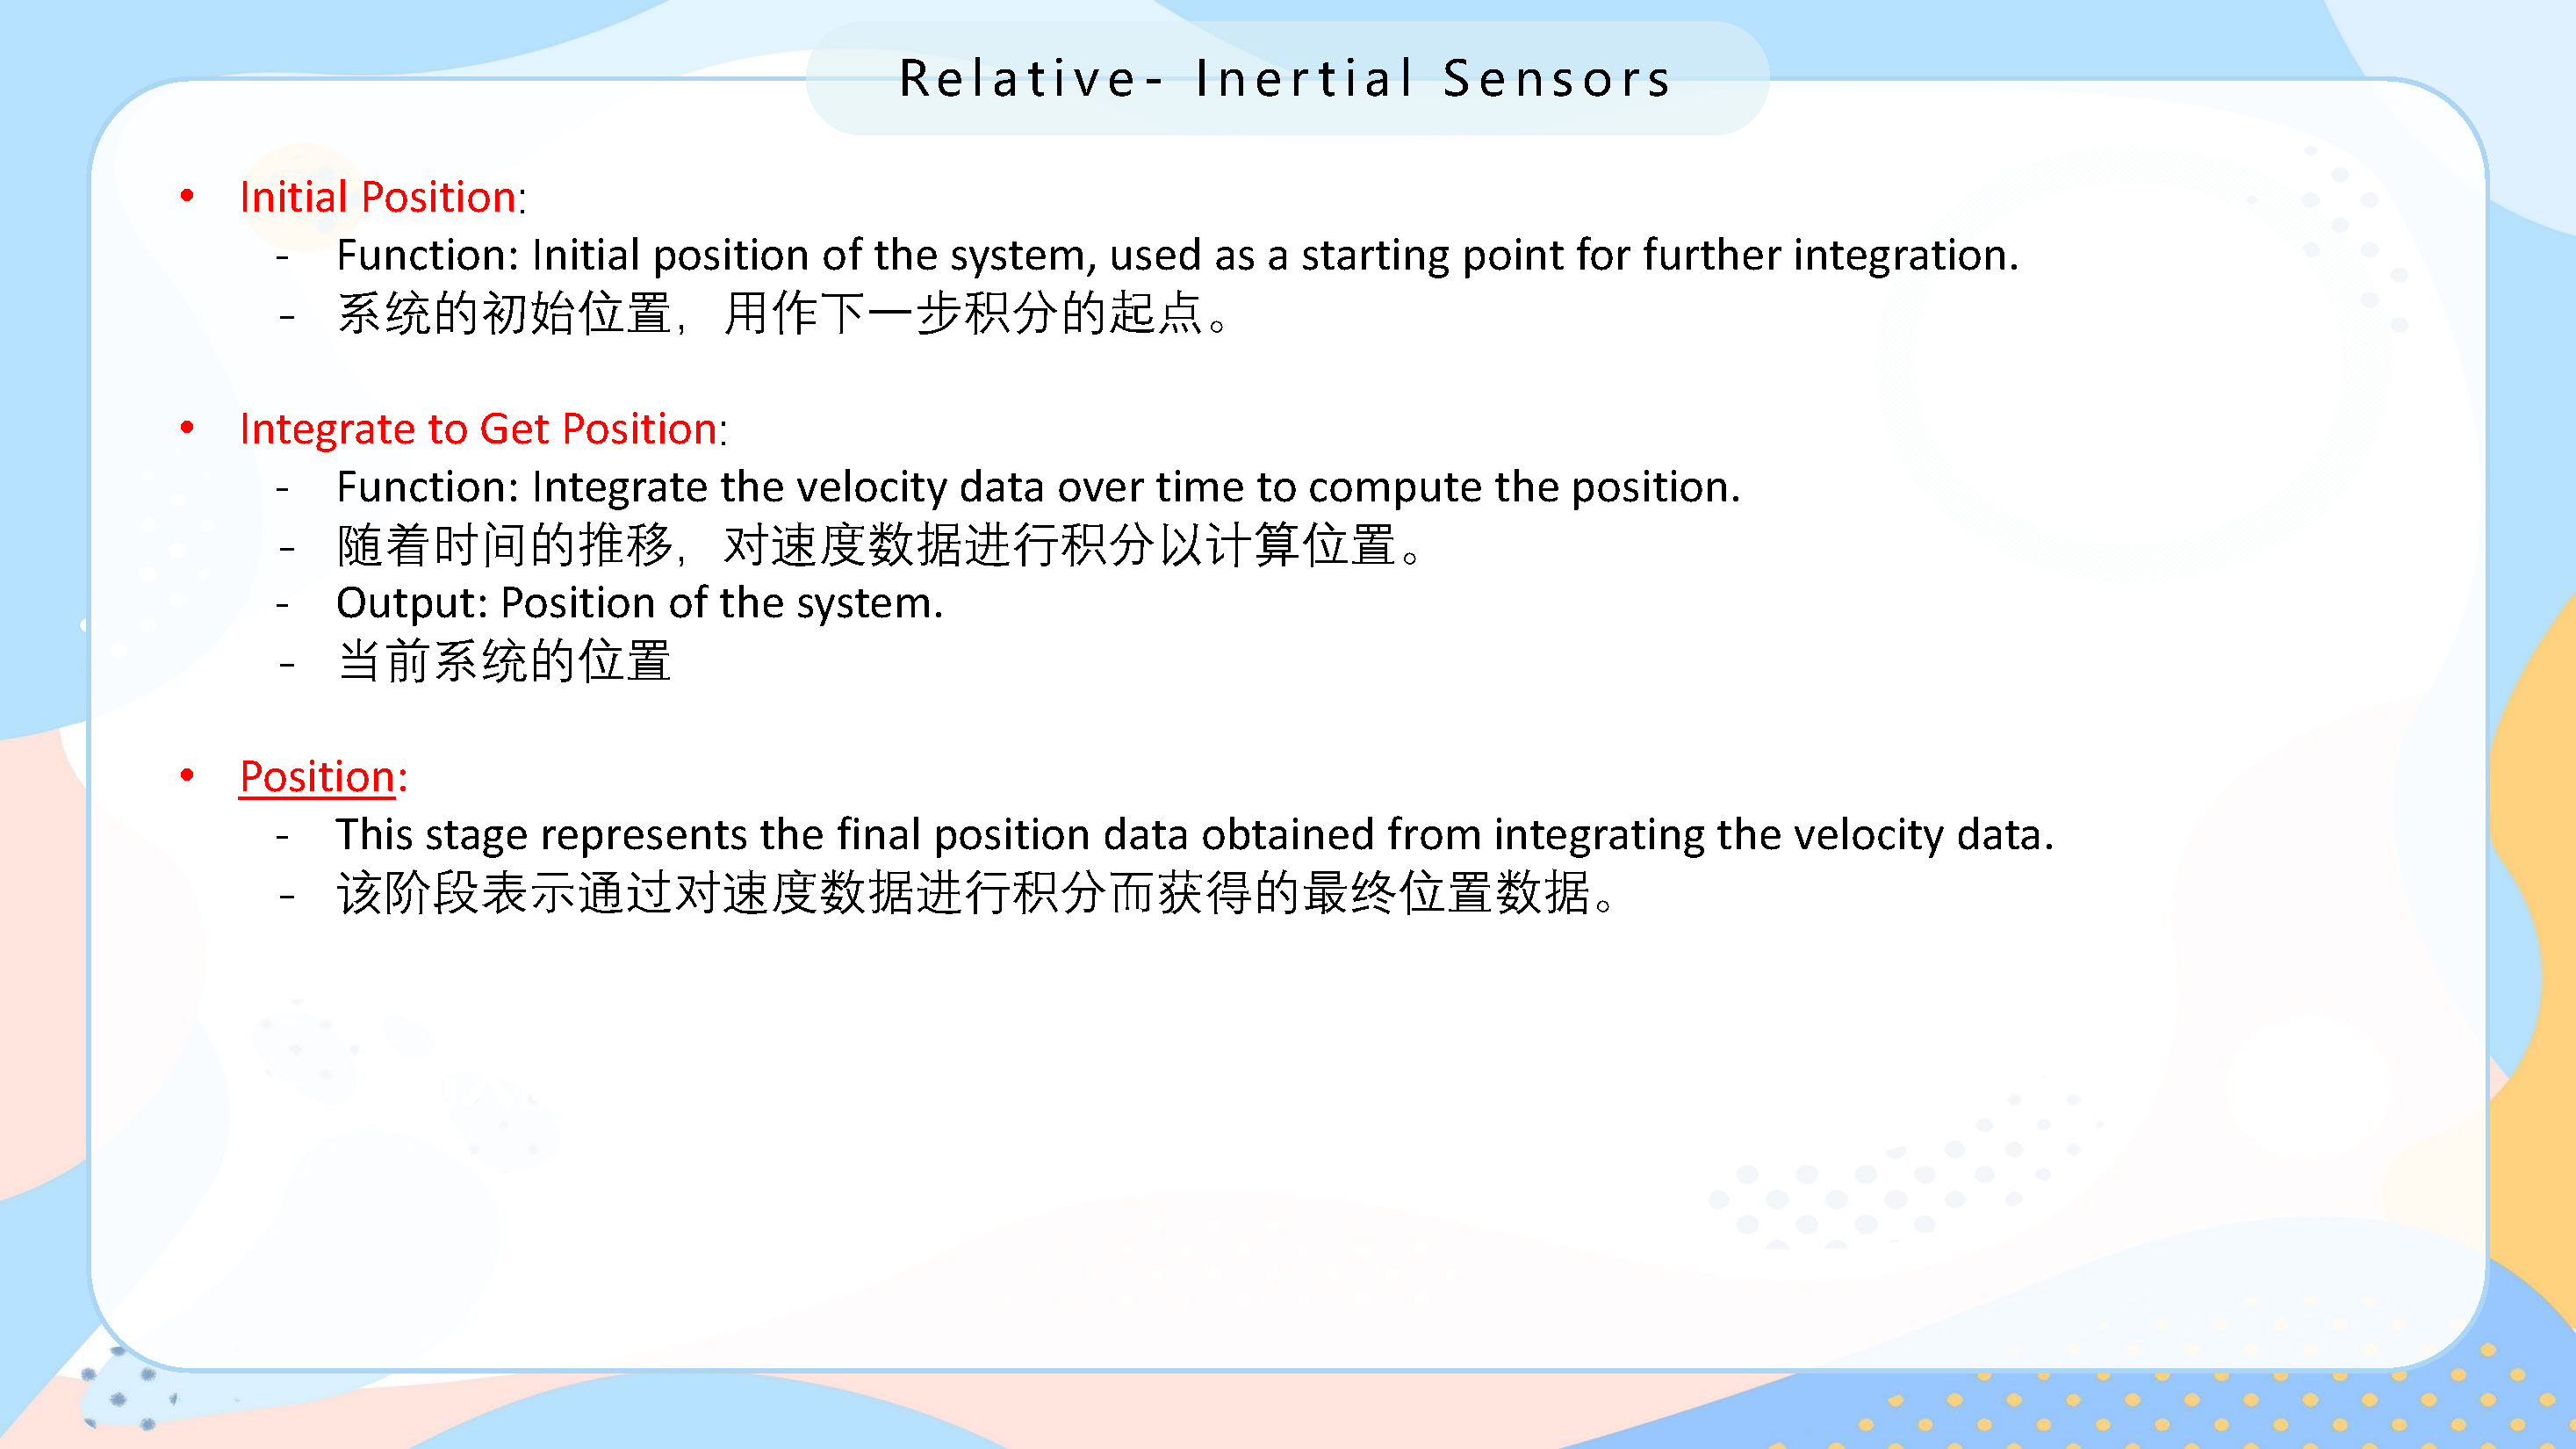 Relative- Inertial Sensors
• Initial Position:
- Function: Initial position of the system, used as a starting point for further integration.
- 系统的初始位置，用作下一步积分的起点。
• Integrate to Get Position:
- Function: Integrate the velocity data over time to compute the position.
- 随着时间的推移，对速度数据进行积分以计算位置。
- Output: Position of the system.
- 当前系统的位置
• Position:
- This stage represents the final position data obtained from integrating the velocity data.
- 该阶段表示通过对速度数据进行积分而获得的最终位置数据。